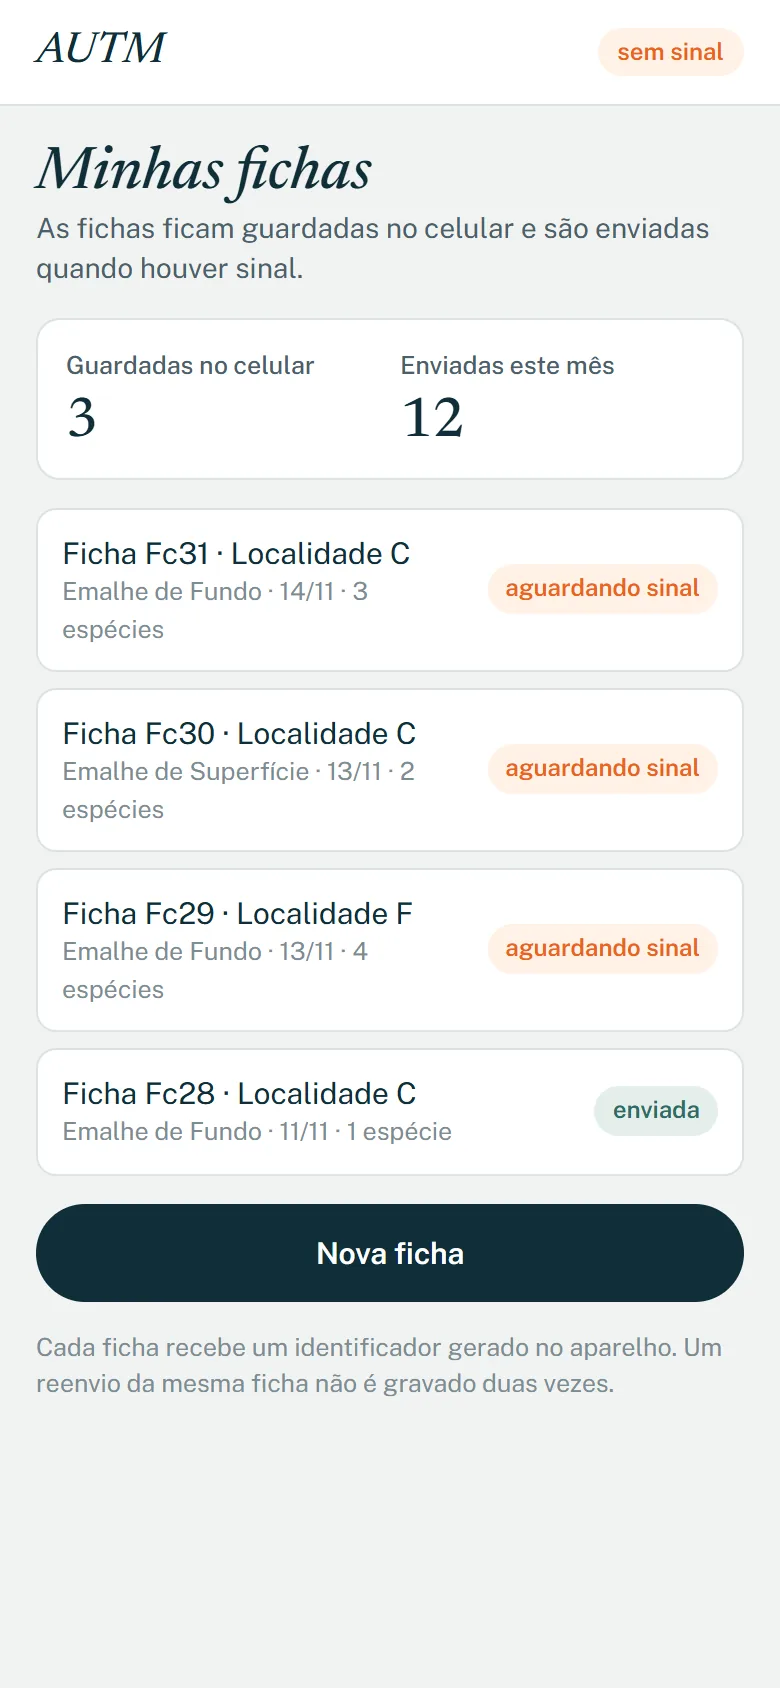 AUTM
sem sinal
Minhas fichas
As fichas ficam guardadas no celular e são enviadas
quando houver sinal.
Guardadas no celular
3
Enviadas este mês
12
Ficha Fc31 · Localidade C
Emalhe de Fundo · 14/11 · 3
espécies
aguardando sinal
Ficha Fc30 · Localidade C
Emalhe de Superfície · 13/11 · 2
espécies
aguardando sinal
Ficha Fc29 · Localidade F
Emalhe de Fundo · 13/11 · 4
espécies
aguardando sinal
Ficha Fc28 · Localidade C
Emalhe de Fundo · 11/11 · 1 espécie
enviada
Nova ficha
Cada ficha recebe um identificador gerado no aparelho. Um
reenvio da mesma ficha não é gravado duas vezes.